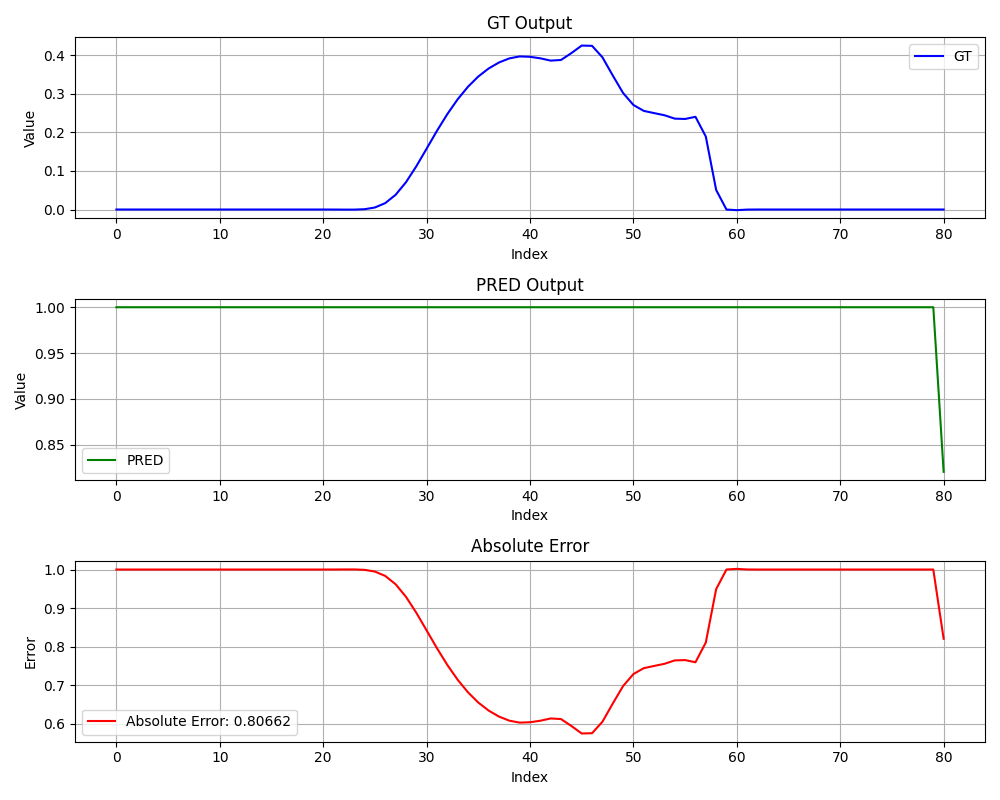 GT Output
Value
0.4
0.3
0.2
0.1
0.0
GT
0 10 20 30 40 50 60 70 80
Index
PRED Output
Value
1.00
0.95
0.90
0.85
PRED
0 10 20 30 40 50 60 70 80
Index
Absolute Error
Error
1.0
0.9
0.8
0.7
0.6
Absolute Error: 0.80662
0 10 20 30 40 50 60 70 80
Index